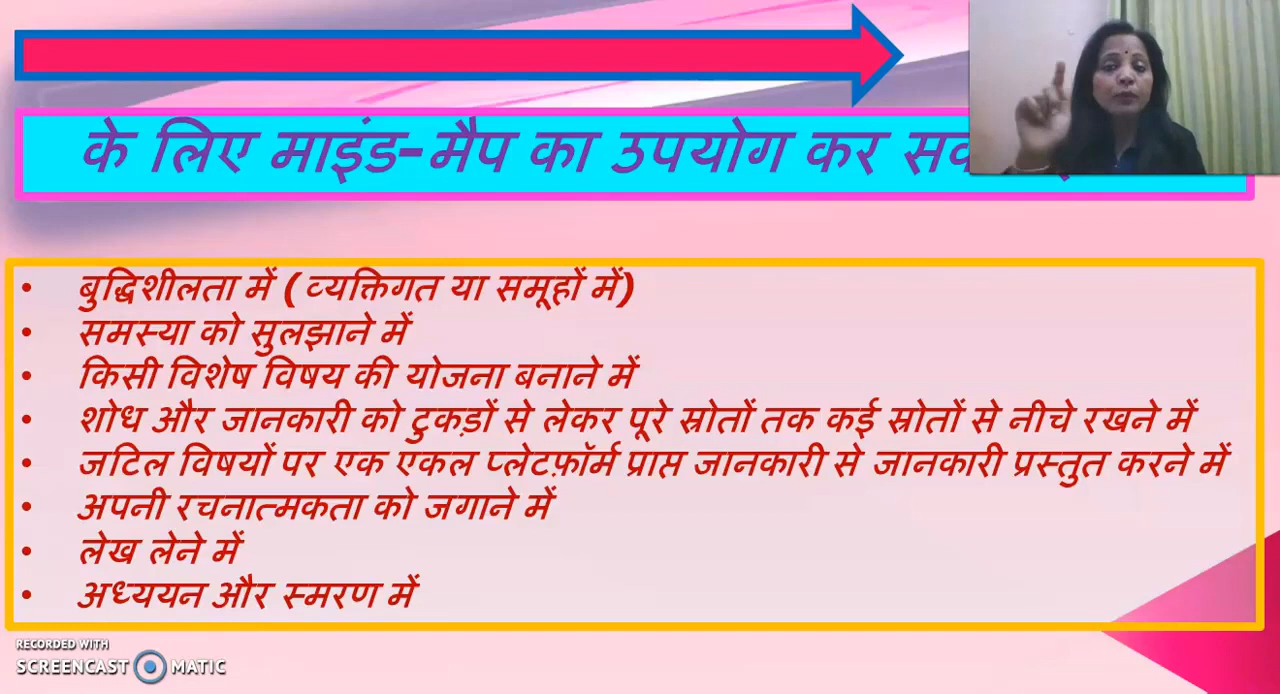 के लिए माइंड-मैप का उपयोग कर
बुद्धिशीलता में ( व्यक्तिगत या समूहों में)
समस्या को सुलझाने में
किसी विशेष विषय की योजना बनाने में
शोध और जानकारी को टुकड़ों से लेकर पूरे स्रोतों तक कई स्रोतों से नीचे रखने में
जटिल विषयों पर एक एकल प्लेटफ़ॉर्म प्राप्त जानकारी से जानकारी प्रस्तुत करने में
अपनी रचनात्मकता को जगाने में
लेख लेने में
अध्ययन और स्मरण में
RECORDED WITH
SCREENCAST MATIC